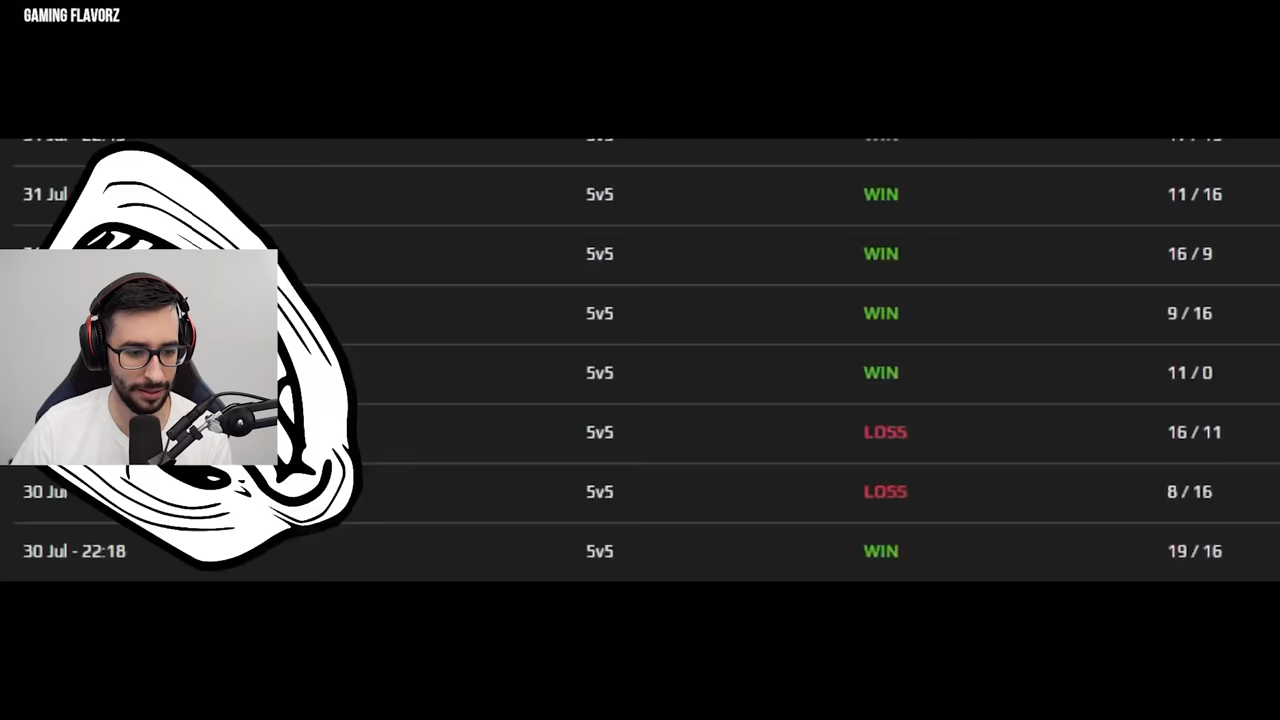 GAMING FLAVORZ
31 Jul 5v5 WIN 11 / 16
5v5 WIN 16 / 9
5v5 WIN 9 / 16
5v5 WIN 11 / 0
5v5 LOSS 16 / 11
30 Jul 5v5 LOSS 8 / 16
30 Jul - 22:18 5v5 WIN 19 / 16